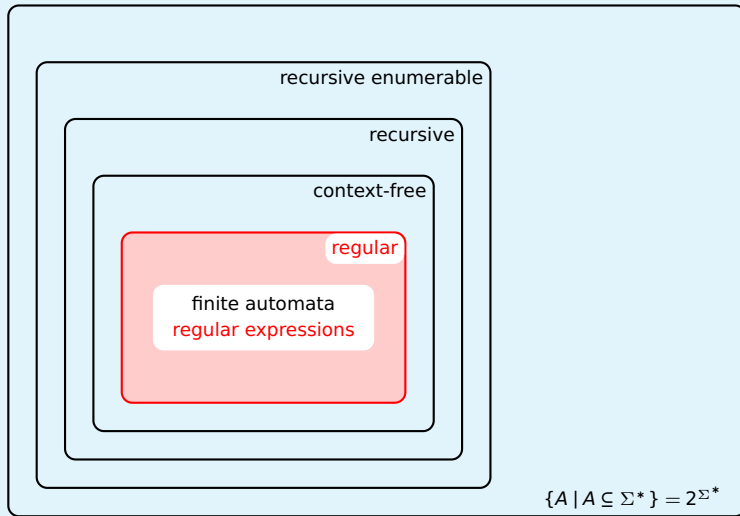 recursive enumerable
recursive
context-free
regular
finite automata
regular expressions
{A | A ⊆ Σ*} = 2^Σ*